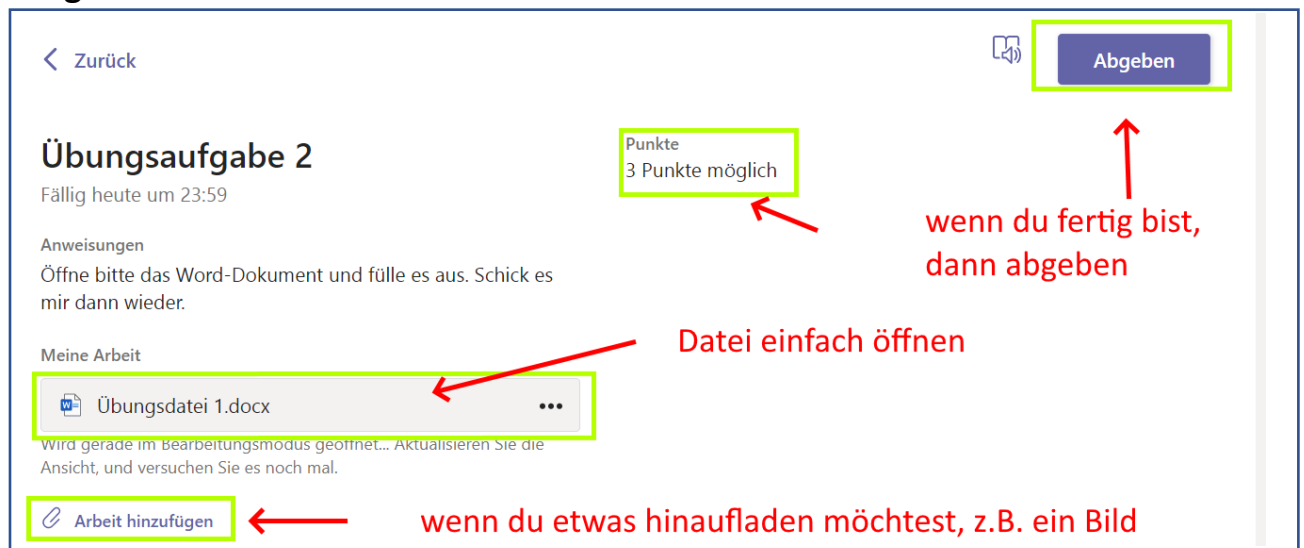 Zurück
Abgeben
Übungsaufgabe 2
Fällig heute um 23:59
Punkte
3 Punkte möglich
wenn du fertig bist,
dann abgeben
Anweisungen
Öffne bitte das Word-Dokument und fülle es aus. Schick es
mir dann wieder.
Datei einfach öffnen
Meine Arbeit
Übungsdatei 1.docx
Wird gerade im Bearbeitungsmodus geöffnet... Aktualisieren Sie die
Ansicht, und versuchen Sie es noch mal.
Arbeit hinzufügen
wenn du etwas hinaufladen möchtest, z.B. ein Bild